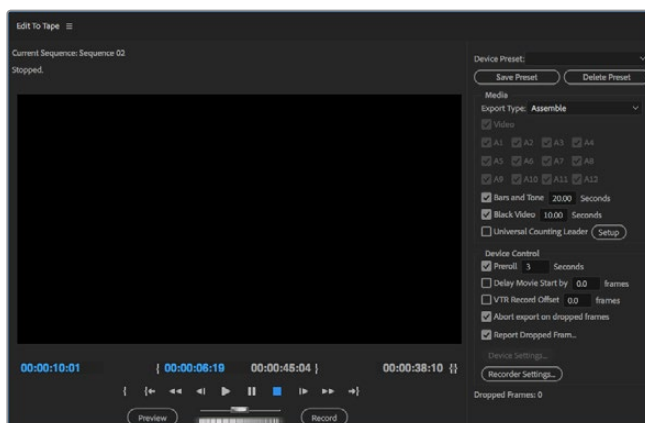 Edit To Tape
Current Sequence: Sequence 02
Stopped.
00:00:10:01
{ 00:00:06:19
00:00:45:04 }
00:00:38:10 {}
Preview
Record
Device Preset:
Save Preset
Delete Preset
Media
Export Type: Assemble
Video
A1 A2 A3 A4
A5 A6 A7 A8
A9 A10 A11 A12
Bars and Tone 20.00 Seconds
Black Video 10.00 Seconds
Universal Counting Leader Setup
Device Control
Preroll 3 Seconds
Delay Movie Start by 0.0 frames
VTR Record Offset 0.0 frames
Abort export on dropped frames
Report Dropped Fram...
Device Settings...
Recorder Settings...
Dropped Frames: 0